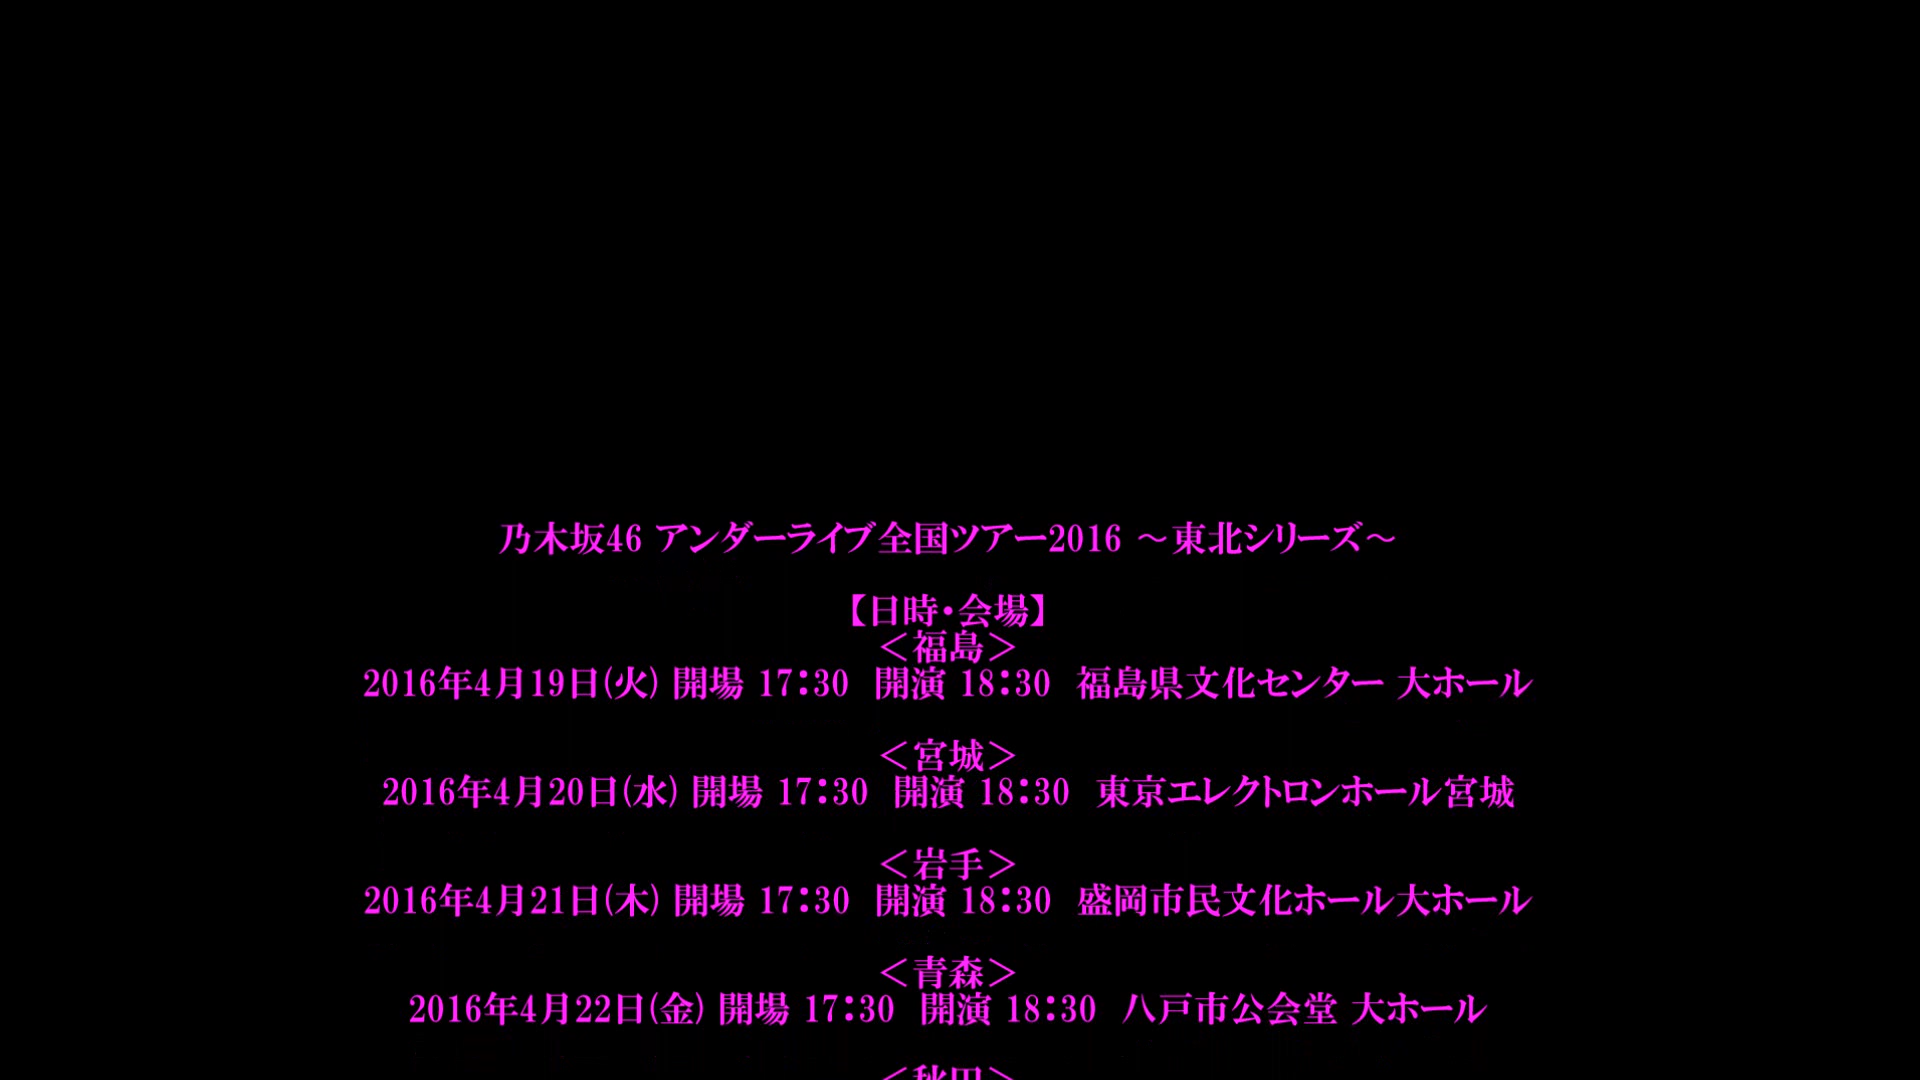 乃木坂46 アンダーライブ全国ツアー2016 ～東北シリーズ～
【日時・会場】
＜福島＞
2016年4月19日(火) 開場 17：30　開演 18：30　福島県文化センター 大ホール
＜宮城＞
2016年4月20日(水) 開場 17：30　開演 18：30　東京エレクトロンホール宮城
＜岩手＞
2016年4月21日(木) 開場 17：30　開演 18：30　盛岡市民文化ホール大ホール
＜青森＞
2016年4月22日(金) 開場 17：30　開演 18：30　八戸市公会堂 大ホール
＜秋田＞